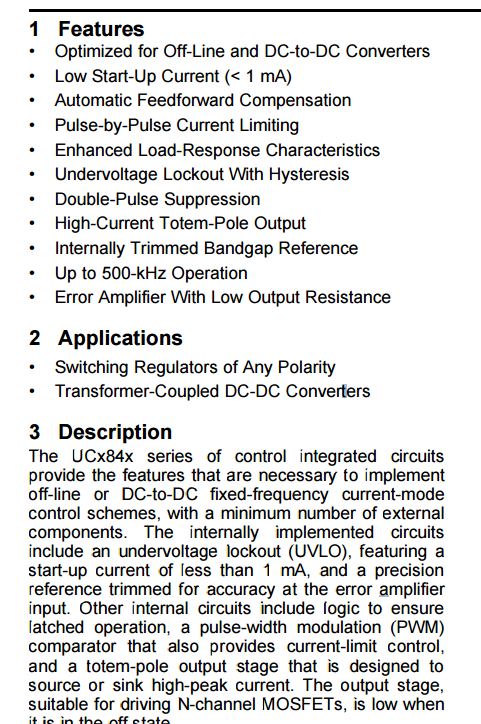 1 Features
• Optimized for Off-Line and DC-to-DC Converters
• Low Start-Up Current (< 1 mA)
• Automatic Feedforward Compensation
• Pulse-by-Pulse Current Limiting
• Enhanced Load-Response Characteristics
• Undervoltage Lockout With Hysteresis
• Double-Pulse Suppression
• High-Current Totem-Pole Output
• Internally Trimmed Bandgap Reference
• Up to 500-kHz Operation
• Error Amplifier With Low Output Resistance
2 Applications
• Switching Regulators of Any Polarity
• Transformer-Coupled DC-DC Converters
3 Description
The UCx84x series of control integrated circuits
provide the features that are necessary to implement
off-line or DC-to-DC fixed-frequency current-mode
control schemes, with a minimum number of external
components. The internally implemented circuits
include an undervoltage lockout (UVLO), featuring a
start-up current of less than 1 mA, and a precision
reference trimmed for accuracy at the error amplifier
input. Other internal circuits include logic to ensure
latched operation, a pulse-width modulation (PWM)
comparator that also provides current-limit control,
and a totem-pole output stage that is designed to
source or sink high-peak current. The output stage,
suitable for driving N-channel MOSFETs, is low when
it is in the off state.